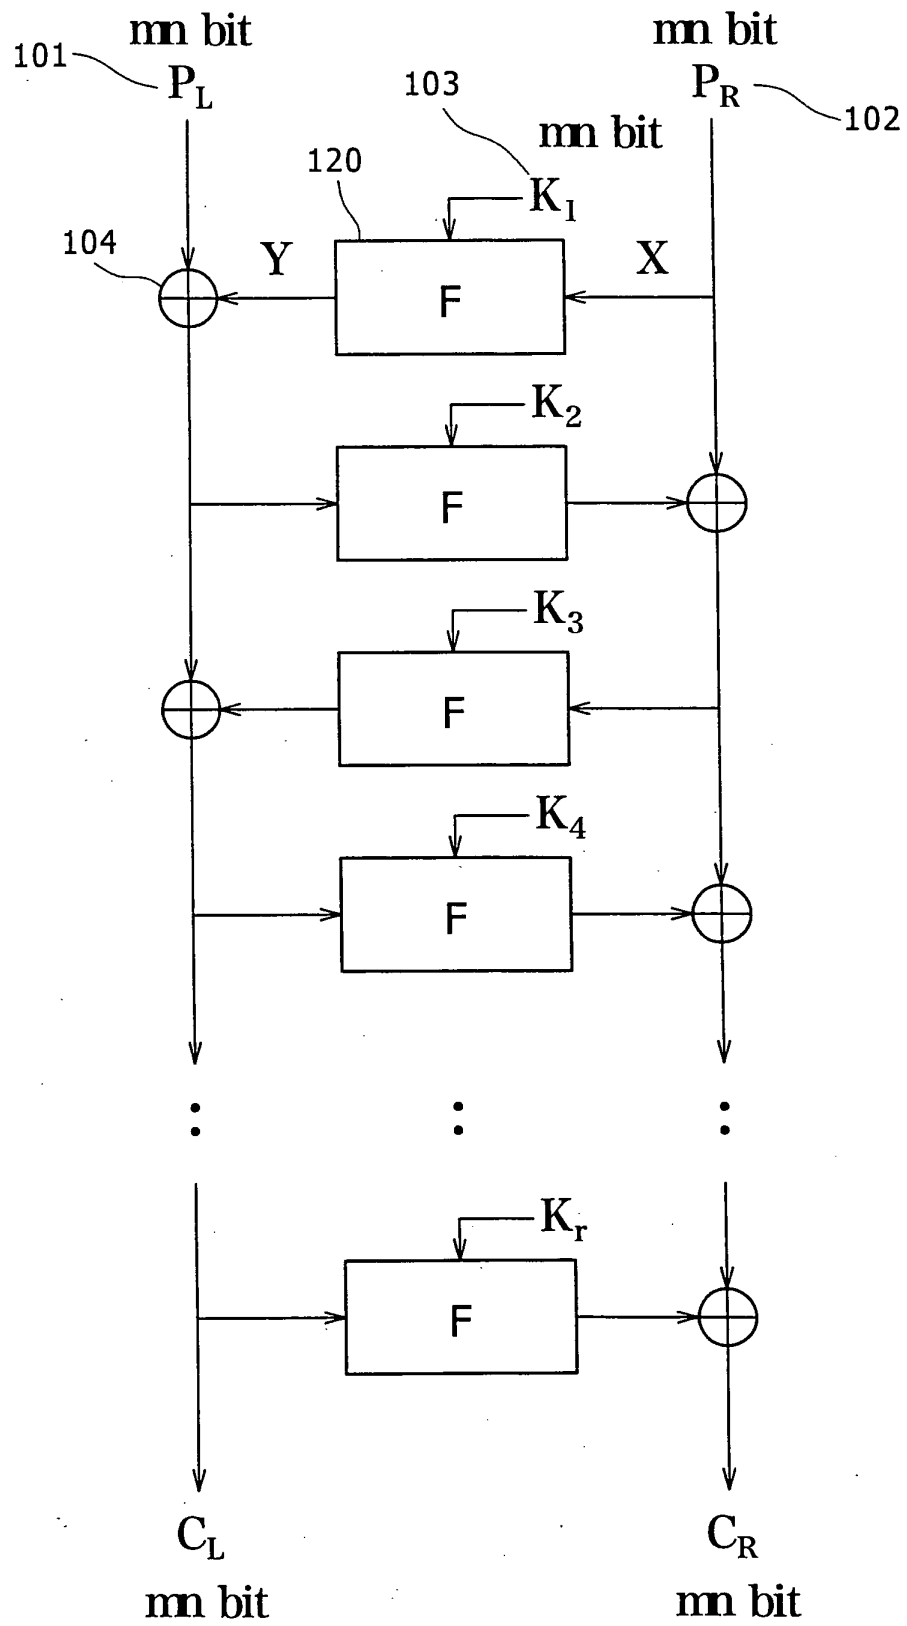 mn bit
mn bit
101
P_L
103
P_R
102
mn bit
120
K_1
104
Y
X
F
K_2
F
K_3
F
K_4
F
K_r
F
C_L
C_R
mn bit
mn bit